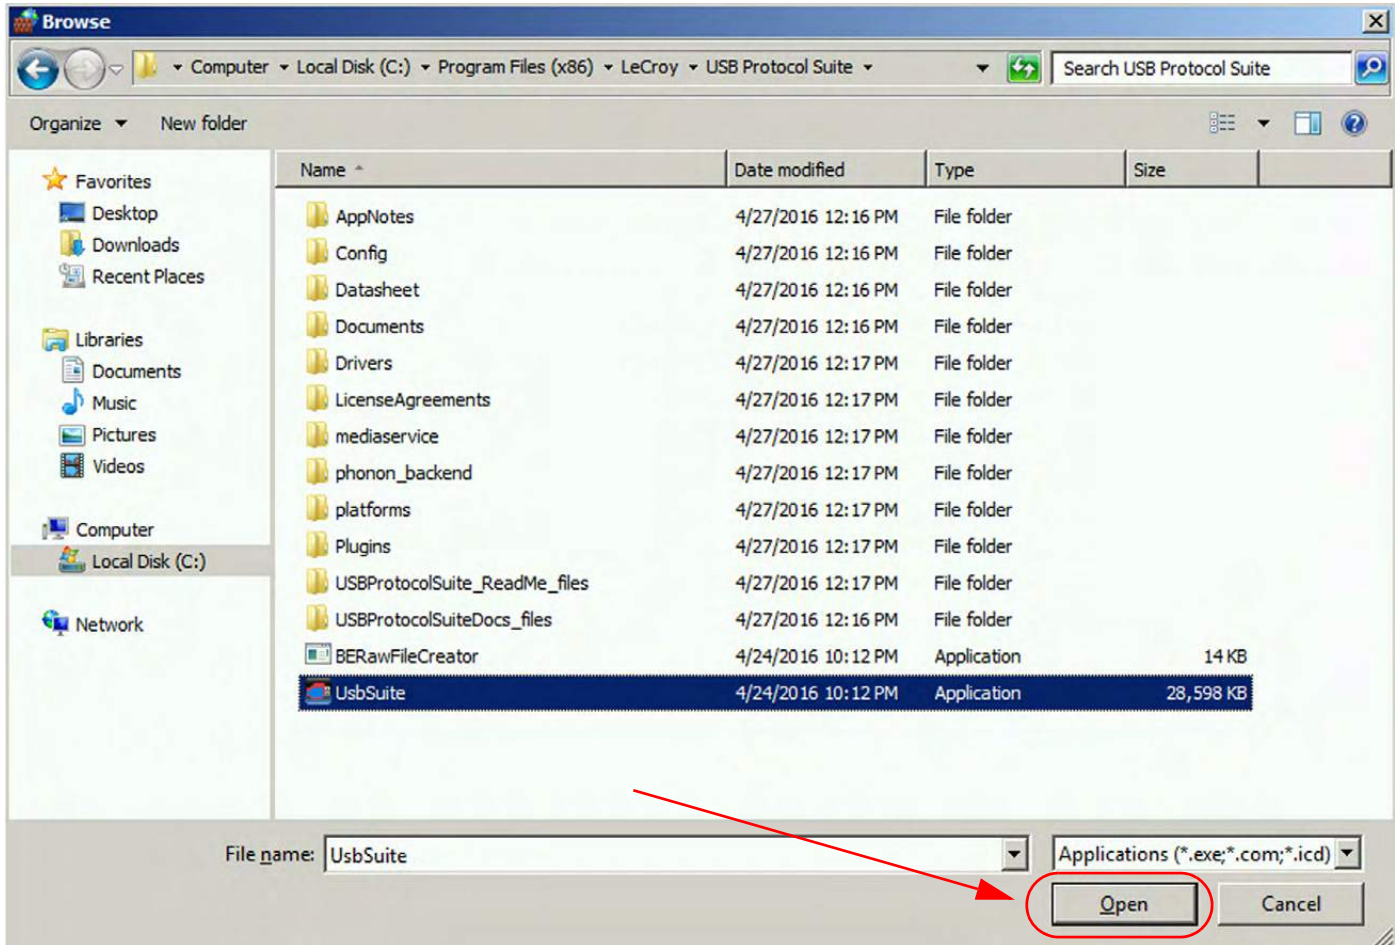 Browse
Computer Local Disk (C:) Program Files (x86) LeCroy USB Protocol Suite Search USB Protocol Suite
Organize New folder
Name Date modified Type Size
Favorites
Desktop
Downloads
Recent Places
Libraries
Documents
Music
Pictures
Videos
Computer
Local Disk (C:)
Network
AppNotes 4/27/2016 12:16 PM File folder
Config 4/27/2016 12:16 PM File folder
Datasheet 4/27/2016 12:16 PM File folder
Documents 4/27/2016 12:16 PM File folder
Drivers 4/27/2016 12:17 PM File folder
LicenseAgreements 4/27/2016 12:17 PM File folder
mediaservice 4/27/2016 12:17 PM File folder
phonon_backend 4/27/2016 12:17 PM File folder
platforms 4/27/2016 12:17 PM File folder
Plugins 4/27/2016 12:17 PM File folder
USBProtocolSuite_ReadMe_files 4/27/2016 12:17 PM File folder
USBProtocolSuiteDocs_files 4/27/2016 12:16 PM File folder
BERawFileCreator 4/24/2016 10:12 PM Application 14 KB
UsbSuite 4/24/2016 10:12 PM Application 28,598 KB
File name: UsbSuite Applications (*.exe;*.com;*.icd)
Open Cancel